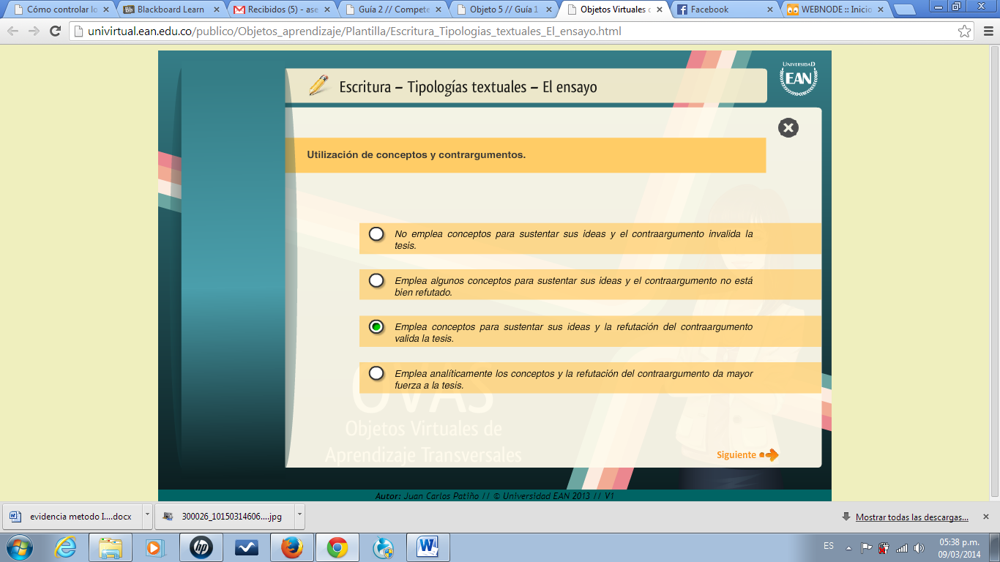 Cómo controlar lo
Blackboard Learn
Recibidos (5) - ase
Guía 2 // Compete
Objeto 5 // Guía 1
Objetos Virtuales d
Facebook
WEBNODE :: Inicio
univirtual.ean.edu.co/publico/Objetos_aprendizaje/Plantilla/Escritura_Tipologias_textuales_El_ensayo.html
Escritura – Tipologías textuales – El ensayo
UNIVERSIDAD
EAN
Utilización de conceptos y contrargumentos.
No emplea conceptos para sustentar sus ideas y el contraargumento invalida la
tesis.
Emplea algunos conceptos para sustentar sus ideas y el contraargumento no está
bien refutado.
Emplea conceptos para sustentar sus ideas y la refutación del contraargumento
valida la tesis.
Emplea analíticamente los conceptos y la refutación del contraargumento da mayor
fuerza a la tesis.
OVAS
Objetos Virtuales de
Aprendizaje Transversales
Siguiente
Autor: Juan Carlos Patiño // © Universidad EAN 2013 // V1
evidencia metodo I....docx
300026_10150314606....jpg
Mostrar todas las descargas...
ES
05:38 p.m.
09/03/2014